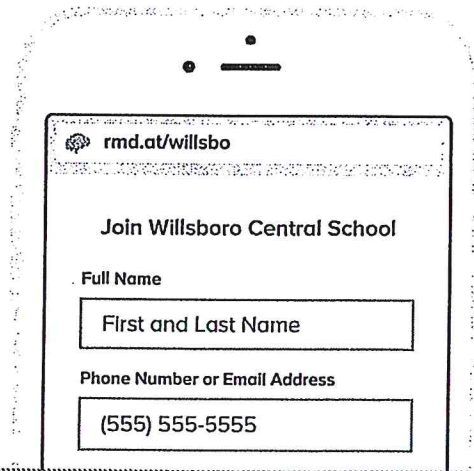 rmd.at/willsbo
Join Willsboro Central School
Full Name
First and Last Name
Phone Number or Email Address
(555) 555-5555